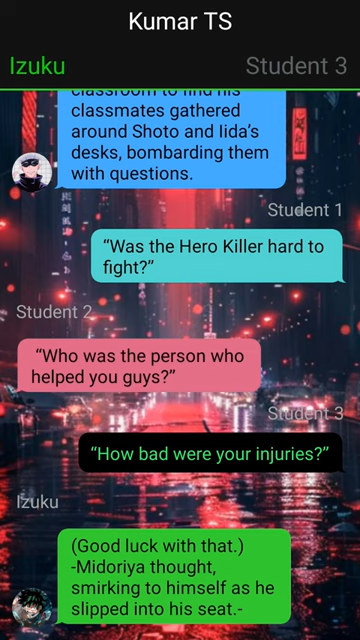 Kumar TS
Izuku
Student 3
classroom to find his
classmates gathered
around Shoto and Iida’s
desks, bombarding them
with questions.
Student 1
“Was the Hero Killer hard to
fight?”
Student 2
“Who was the person who
helped you guys?”
Student 3
“How bad were your injuries?”
Izuku
(Good luck with that.)
-Midoriya thought,
smirking to himself as he
slipped into his seat.-